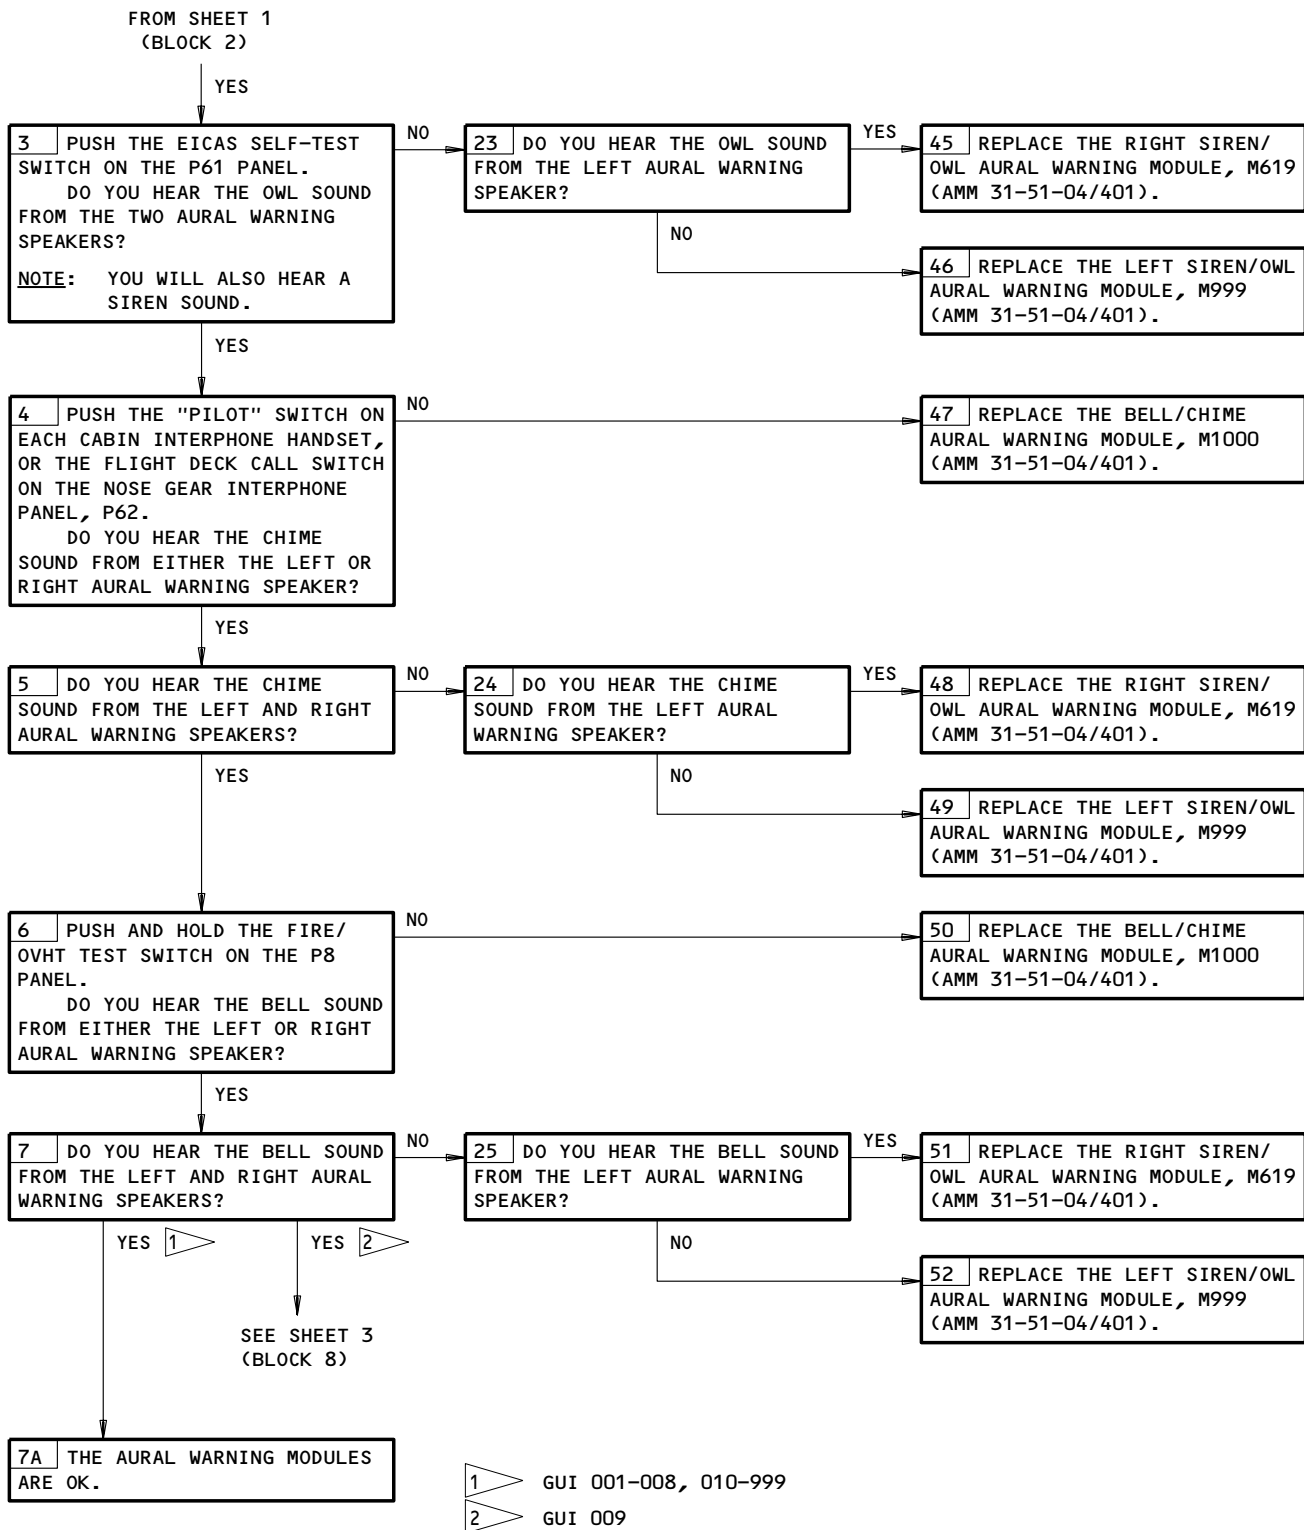 FROM SHEET 1
(BLOCK 2)
YES
3 PUSH THE EICAS SELF-TEST
SWITCH ON THE P61 PANEL.
DO YOU HEAR THE OWL SOUND
FROM THE TWO AURAL WARNING
SPEAKERS?
NOTE: YOU WILL ALSO HEAR A
SIREN SOUND.
NO
23 DO YOU HEAR THE OWL SOUND
FROM THE LEFT AURAL WARNING
SPEAKER?
YES
45 REPLACE THE RIGHT SIREN/
OWL AURAL WARNING MODULE, M619
(AMM 31-51-04/401).
NO
46 REPLACE THE LEFT SIREN/OWL
AURAL WARNING MODULE, M999
(AMM 31-51-04/401).
YES
4 PUSH THE "PILOT" SWITCH ON
EACH CABIN INTERPHONE HANDSET,
OR THE FLIGHT DECK CALL SWITCH
ON THE NOSE GEAR INTERPHONE
PANEL, P62.
DO YOU HEAR THE CHIME
SOUND FROM EITHER THE LEFT OR
RIGHT AURAL WARNING SPEAKER?
NO
47 REPLACE THE BELL/CHIME
AURAL WARNING MODULE, M1000
(AMM 31-51-04/401).
YES
5 DO YOU HEAR THE CHIME
SOUND FROM THE LEFT AND RIGHT
AURAL WARNING SPEAKERS?
NO
24 DO YOU HEAR THE CHIME
SOUND FROM THE LEFT AURAL
WARNING SPEAKER?
YES
48 REPLACE THE RIGHT SIREN/
OWL AURAL WARNING MODULE, M619
(AMM 31-51-04/401).
NO
49 REPLACE THE LEFT SIREN/OWL
AURAL WARNING MODULE, M999
(AMM 31-51-04/401).
YES
6 PUSH AND HOLD THE FIRE/
OVHT TEST SWITCH ON THE P8
PANEL.
DO YOU HEAR THE BELL SOUND
FROM EITHER THE LEFT OR RIGHT
AURAL WARNING SPEAKER?
NO
50 REPLACE THE BELL/CHIME
AURAL WARNING MODULE, M1000
(AMM 31-51-04/401).
YES
7 DO YOU HEAR THE BELL SOUND
FROM THE LEFT AND RIGHT AURAL
WARNING SPEAKERS?
NO
25 DO YOU HEAR THE BELL SOUND
FROM THE LEFT AURAL WARNING
SPEAKER?
YES
51 REPLACE THE RIGHT SIREN/
OWL AURAL WARNING MODULE, M619
(AMM 31-51-04/401).
NO
52 REPLACE THE LEFT SIREN/OWL
AURAL WARNING MODULE, M999
(AMM 31-51-04/401).
YES 1
YES 2
SEE SHEET 3
(BLOCK 8)
7A THE AURAL WARNING MODULES
ARE OK.
1 GUI 001-008, 010-999
2 GUI 009